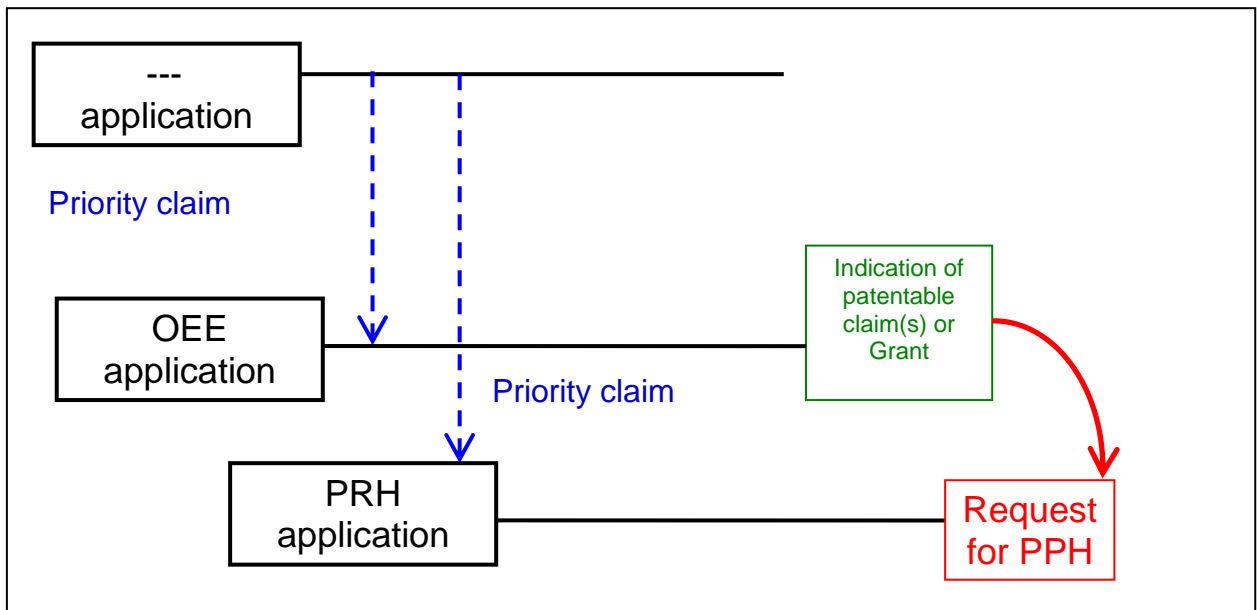 ---
application
Priority claim
OEE
application
Indication of
patentable
claim(s) or
Grant
Priority claim
PRH
application
Request
for PPH